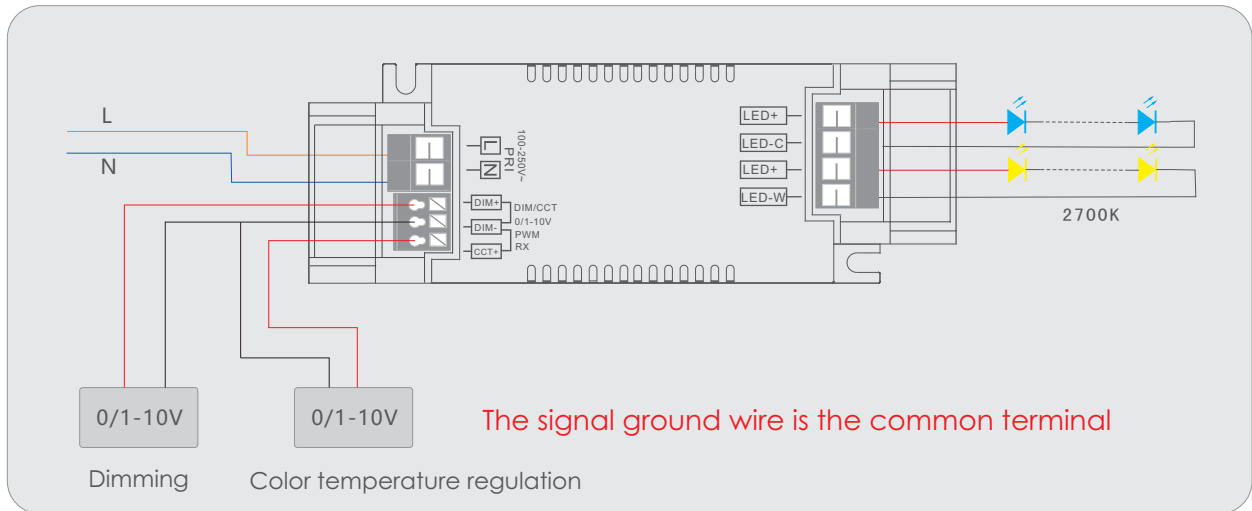 L
N
L
N
PRI
100-250V~
DIM+
DIM-
CCT+
DIM/CCT
0/1-10V
PWM
RX
LED+
LED-C
LED+
LED-W
2700K
0/1-10V
0/1-10V
The signal ground wire is the common terminal
Dimming
Color temperature regulation